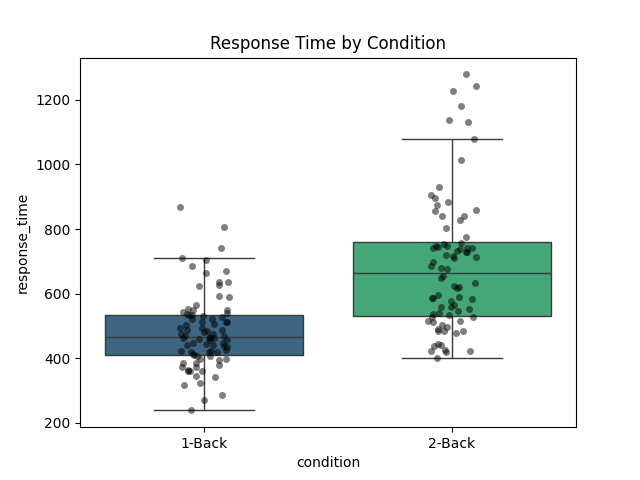 Response Time by Condition
response_time
1200
1000
800
600
400
200
1-Back
2-Back
condition